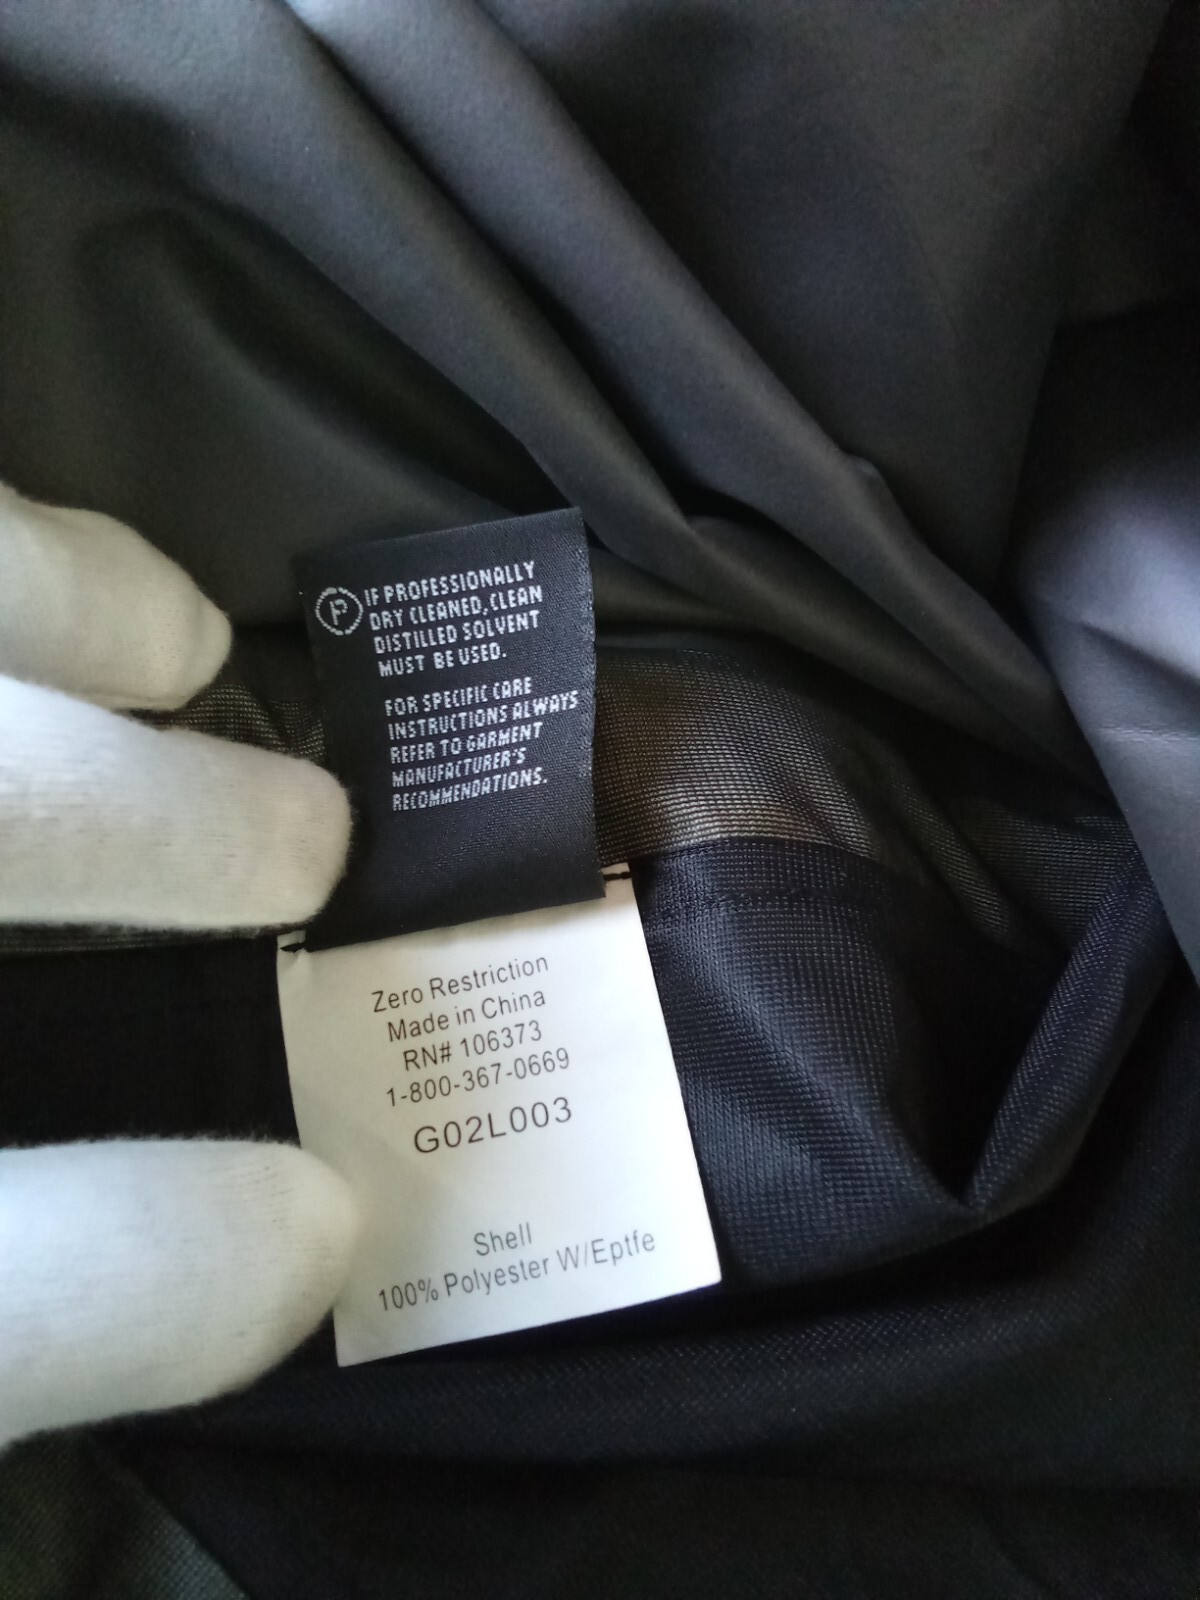 P
IF PROFESSIONALLY
DRY CLEANED, CLEAN
DISTILLED SOLVENT
MUST BE USED.
FOR SPECIFIC CARE
INSTRUCTIONS ALWAYS
REFER TO GARMENT
MANUFACTURER'S
RECOMMENDATIONS.
Zero Restriction
Made in China
RN# 106373
1-800-367-0669
G02L003
Shell
100% Polyester W/Eptfe